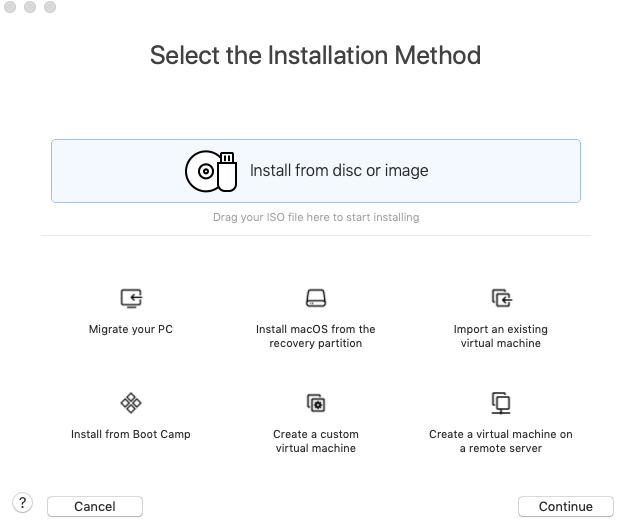 Select the Installation Method
Install from disc or image
Drag your ISO file here to start installing
Migrate your PC
Install macOS from the
recovery partition
Import an existing
virtual machine
Install from Boot Camp
Create a custom
virtual machine
Create a virtual machine on
a remote server
?
Cancel
Continue